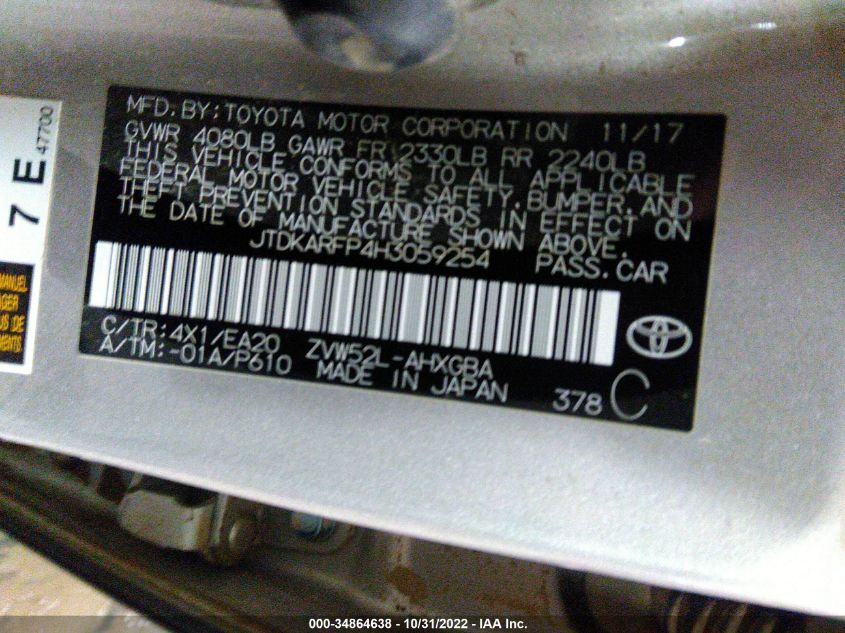 MFD.BY:TOYOTA MOTOR CORPORATION 11/17
GVWR 4080LB GAWR FR 2330LB RR 2240LB
THIS VEHICLE CONFORMS TO ALL APPLICABLE
FEDERAL MOTOR VEHICLE SAFETY.BUMPER.AND
THEFT PREVENTION STANDARDS IN EFFECT ON
THE DATE OF MANUFACTURE SHOWN ABOVE.
JTDKARFP4H3059254 PASS.CAR
C/TR:4X1/EA20 ZVW52L-AHXGBA
A/TM:-01A/P610 MADE IN JAPAN
378 C
7 E
47700
MANUEL
US DE
000-34864638 - 10/31/2022 - IAA Inc.